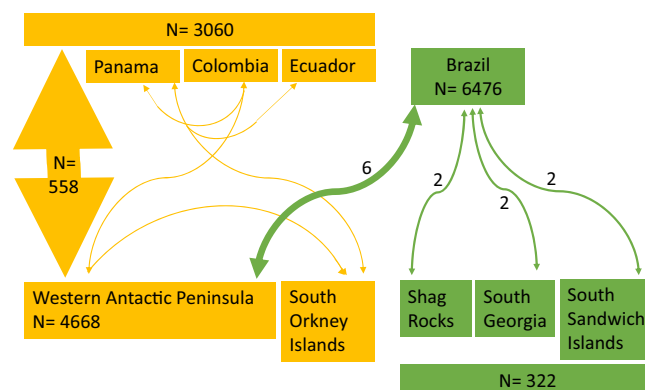 N= 3060
Panama
Colombia
Ecuador
Brazil
N= 6476
N=
558
6
2
2
2
Western Antactic Peninsula
N= 4668
South
Orkney
Islands
Shag
Rocks
South
Georgia
South
Sandwich
Islands
N= 322